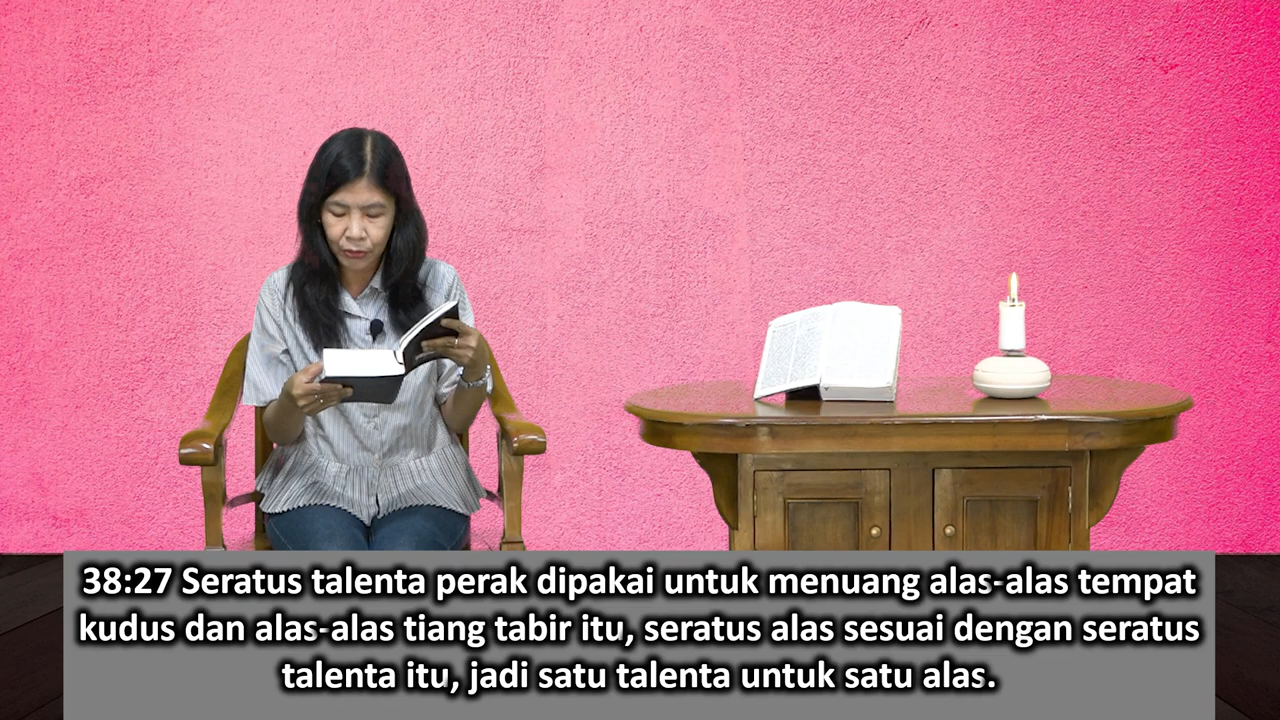 38:27 Seratus talenta perak dipakai untuk menuang alas-alas tempat
kudus dan alas-alas tiang tabir itu, seratus alas sesuai dengan seratus
talenta itu, jadi satu talenta untuk satu alas.